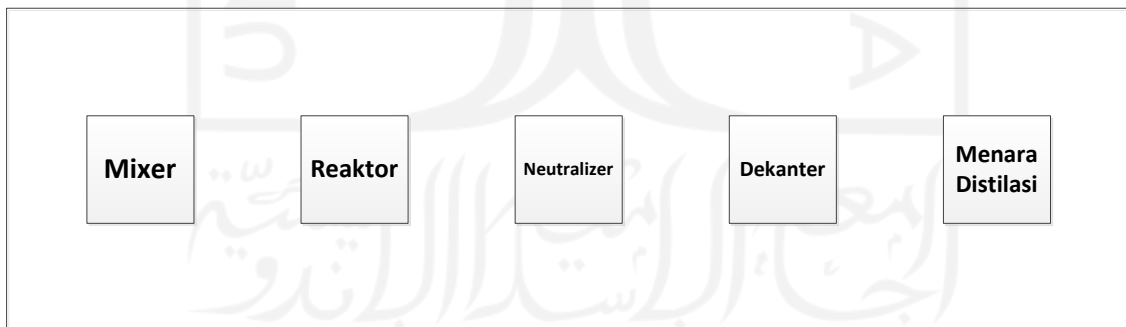 Mixer
Reaktor
Neutralizer
Dekanter
Menara
Distilasi